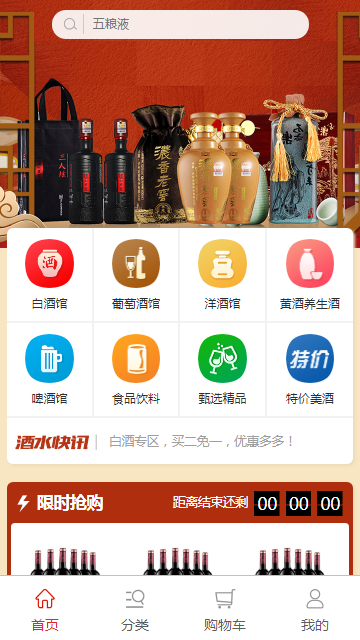 五粮液
三人炫
濃香老窖
酒
白酒馆
葡萄酒馆
洋酒馆
黄酒养生酒
特价
啤酒馆
食品饮料
甄选精品
特价美酒
酒水快讯 白酒专区，买二免一，优惠多多！
限时抢购 距离结束还剩 00 00 00
首页
分类
购物车
我的